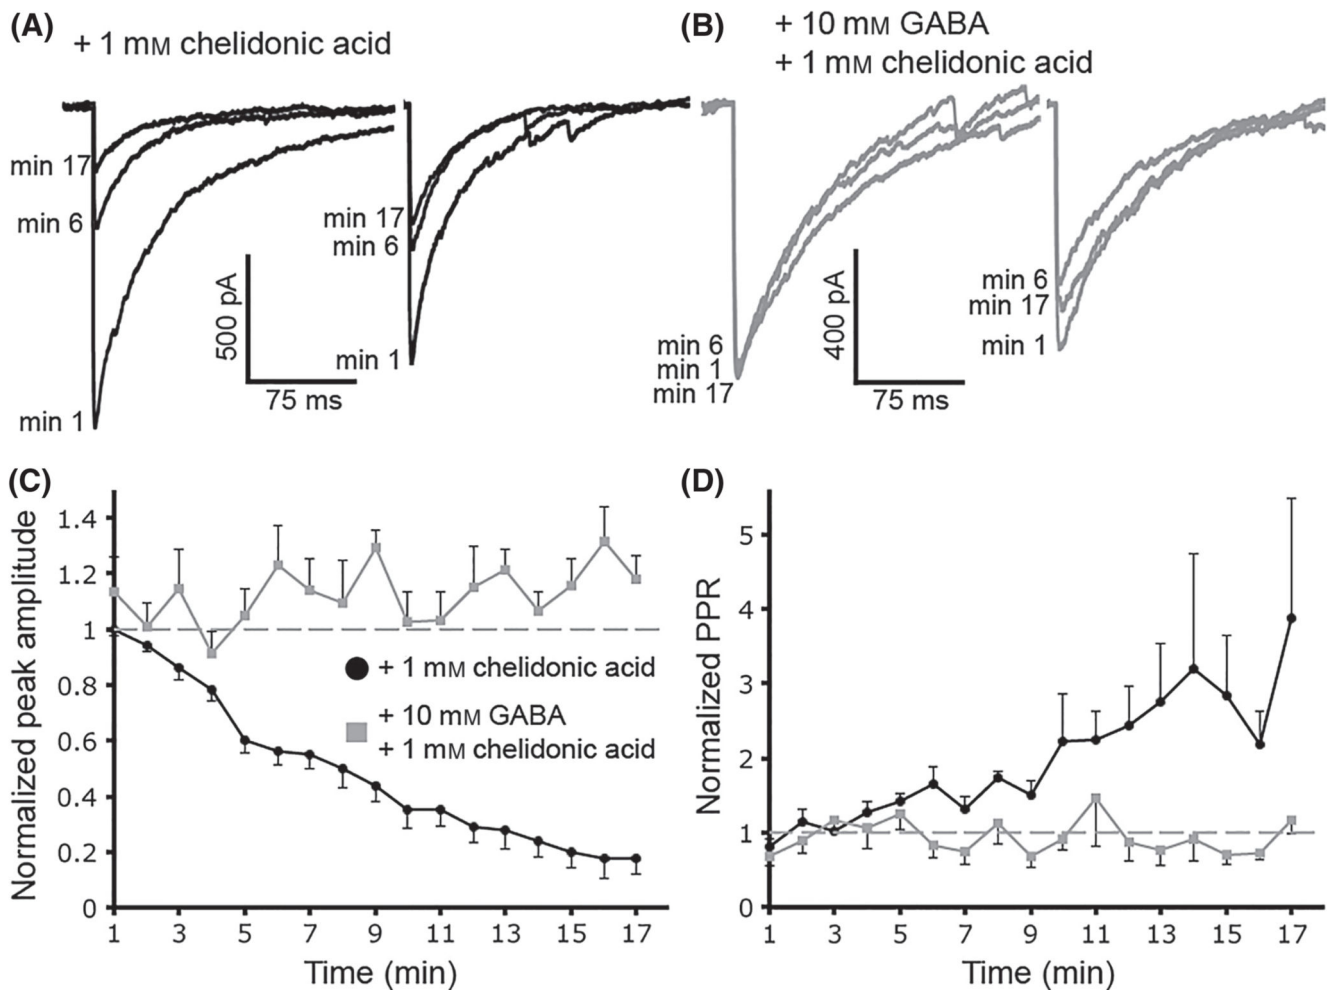 (A)
+ 1 mM chelidonic acid
min 17
min 6
min 1
min 17
min 6
min 1
500 pA
75 ms
(B)
+ 10 mM GABA
+ 1 mM chelidonic acid
min 6
min 1
min 17
min 6
min 17
min 1
400 pA
75 ms
(C)
Normalized peak amplitude
1.4
1.2
1
0.8
0.6
0.4
0.2
0
+ 1 mM chelidonic acid
+ 10 mM GABA
+ 1 mM chelidonic acid
1 3 5 7 9 11 13 15 17
Time (min)
(D)
Normalized PPR
5
4
3
2
1
0
1 3 5 7 9 11 13 15 17
Time (min)